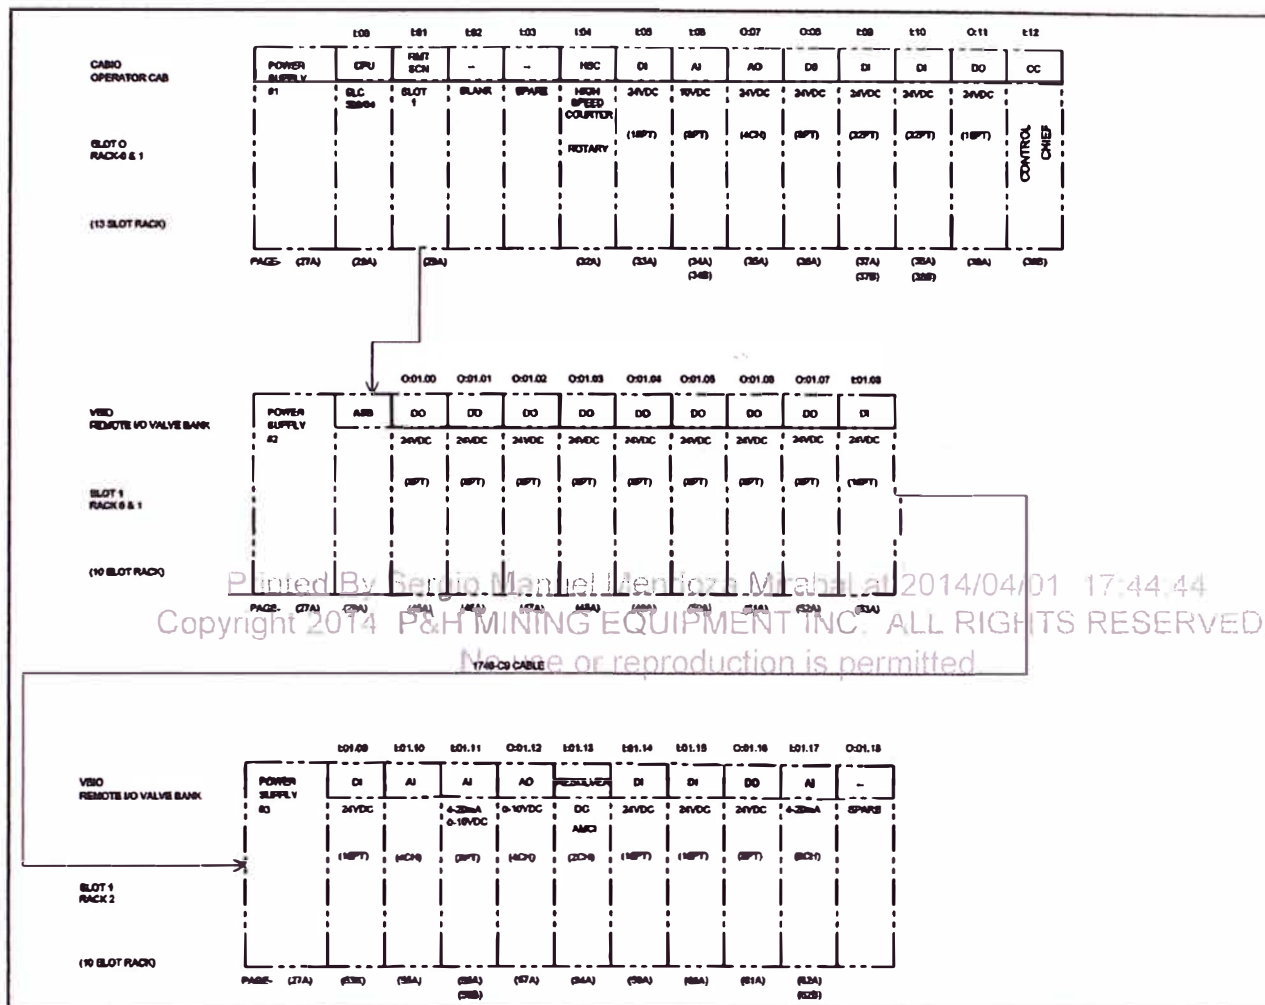 I:00 I:01 I:02 I:03 I:04 I:05 I:06 O:07 O:08 I:09 I:10 O:11 I:12
CABIO
OPERATOR CAB
POWER SUPPLY CPU RMT SCN -- -- HSC DI AI AO DI DI DO CC
#1 SLC SLOT 1 BLANK SPARE HIGH SPEED COUNTER 24VDC 10VDC 24VDC 24VDC 24VDC 24VDC 24VDC CONTROL CHIEF
ROTARY (16PT) (8PT) (4CH) (8PT) (32PT) (32PT) (16PT)
SLOT 0
RACK-0 & 1
(13 SLOT RACK)
PAGE- (27A) (29A) (29A) (32A) (33A) (34A) (35A) (36A) (37A) (38A) (39A)
(34B) (37B) (38B)
O:01.00 O:01.01 O:01.02 O:01.03 O:01.04 O:01.05 O:01.06 O:01.07 I:01.08
VBIO
REMOTE I/O VALVE BANK
POWER SUPPLY ASB DO DO DO DO DO DO DO DO DI
#2 24VDC 24VDC 24VDC 24VDC 24VDC 24VDC 24VDC 24VDC 24VDC
(8PT) (8PT) (8PT) (8PT) (8PT) (8PT) (8PT) (8PT) (16PT)
SLOT 1
RACK 0 & 1
(10 SLOT RACK)
Printed By Sergio Manuel Mendoza Mirabal at 2014/04/01 17:44:44
PAGE- (27A) (29A) (45A) (46A) (47A) (48A) (49A) (50A) (51A) (52A) (53A)
Copyright 2014 P&H MINING EQUIPMENT INC. ALL RIGHTS RESERVED
No use or reproduction is permitted
1746-C9 CABLE
I:01.09 I:01.10 I:01.11 O:01.12 I:01.13 I:01.14 I:01.15 O:01.16 I:01.17 O:01.18
VBIO
REMOTE I/O VALVE BANK
POWER SUPPLY DI AI AI AO RESOLVER DI DI DO AI --
#3 24VDC 4-20mA 0-10VDC 0-10VDC DC 24VDC 24VDC 24VDC 4-20mA SPARE
AMCI
(16PT) (4CH) (8PT) (4CH) (2CH) (16PT) (16PT) (8PT) (8CH)
SLOT 1
RACK 2
(10 SLOT RACK)
PAGE- (27A) (55A) (57A) (59A) (60A) (61A) (62A)
(62B)